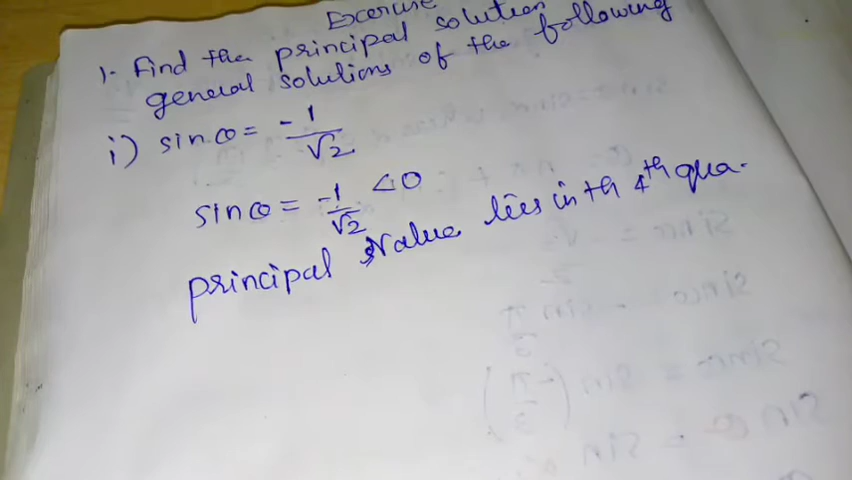 Exercise
1. Find the principal solution
general solutions of the following
i) sin θ = -1/√2
sin θ = -1/√2 <0
principal value lies in th 4th qua.